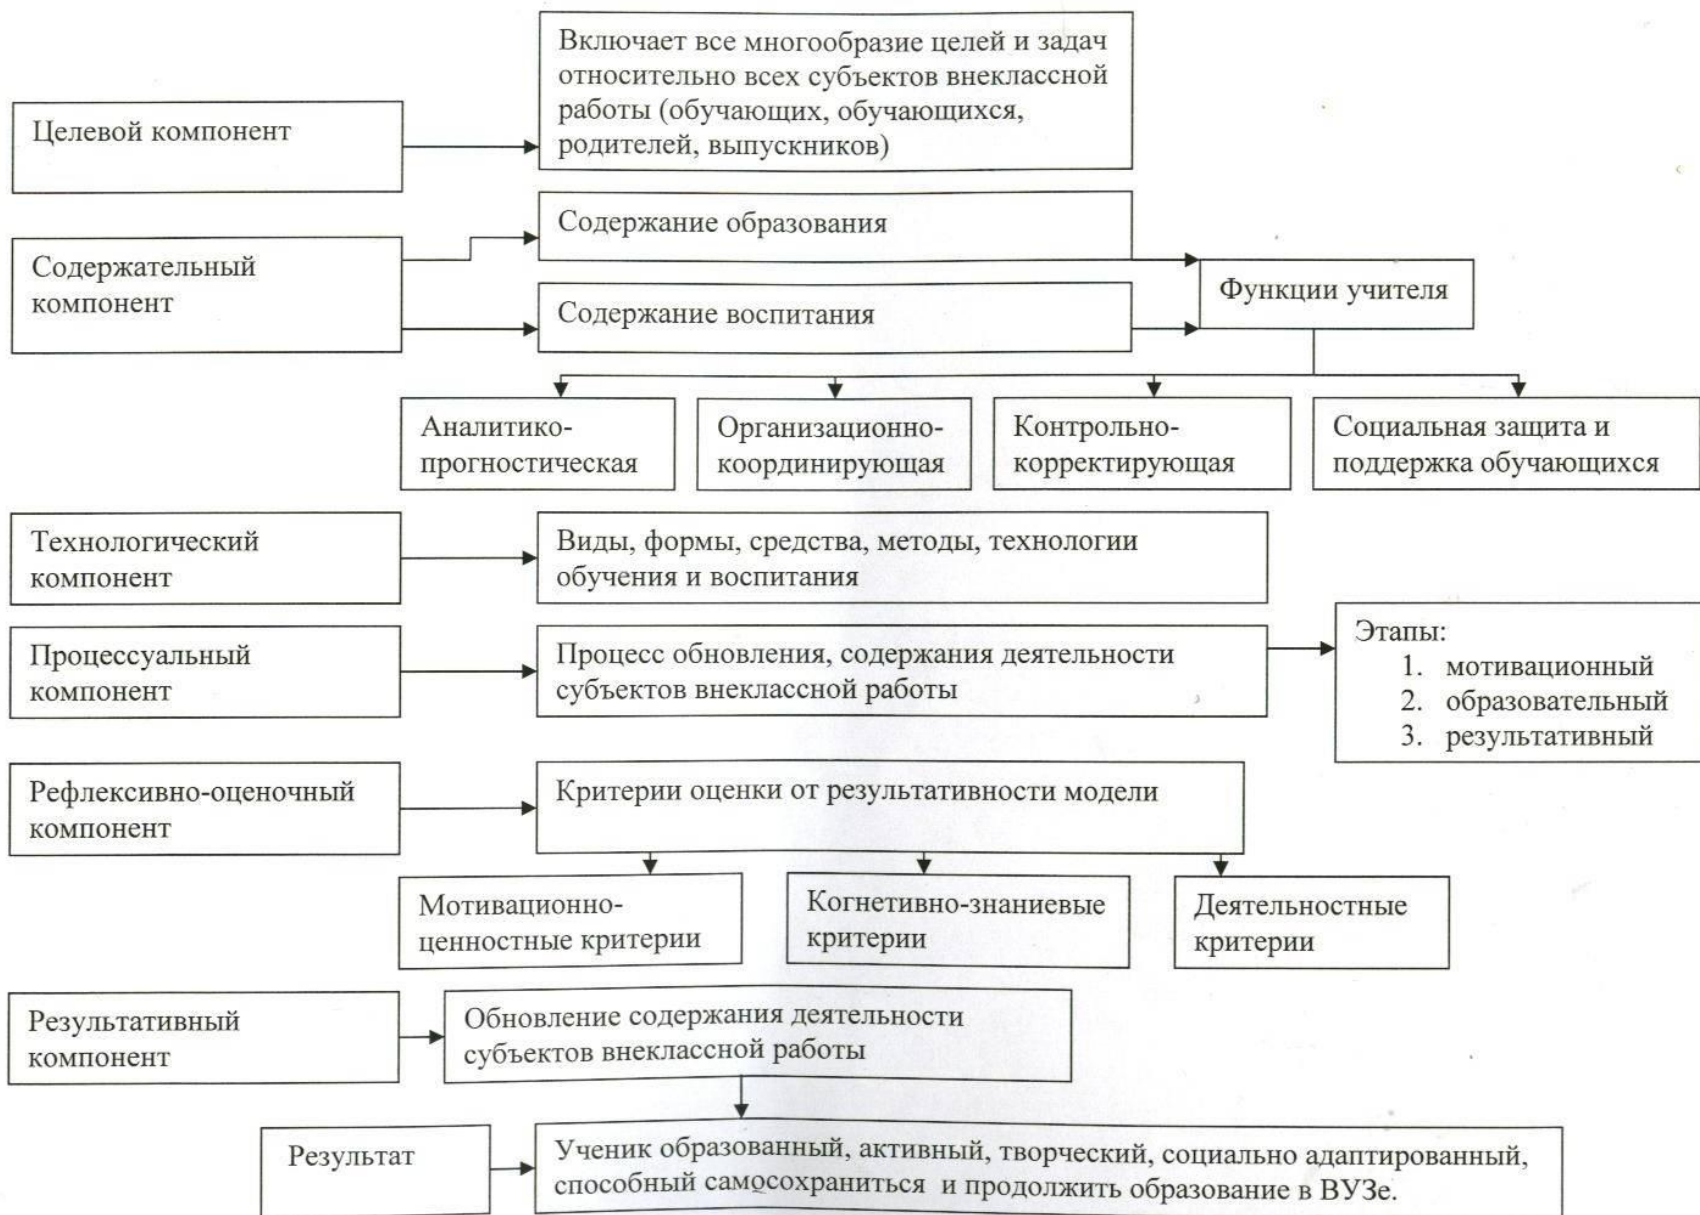 Целевой компонент
Включает все многообразие целей и задач
относительно всех субъектов внеклассной
работы (обучающих, обучающихся,
родителей, выпускников)
Содержательный
компонент
Содержание образования
Содержание воспитания
Функции учителя
Аналитико-
прогностическая
Организационно-
координирующая
Контрольно-
корректирующая
Социальная защита и
поддержка обучающихся
Технологический
компонент
Виды, формы, средства, методы, технологии
обучения и воспитания
Процессуальный
компонент
Процесс обновления, содержания деятельности
субъектов внеклассной работы
Этапы:
1. мотивационный
2. образовательный
3. результативный
Рефлексивно-оценочный
компонент
Критерии оценки от результативности модели
Мотивационно-
ценностные критерии
Когнетивно-знаниевые
критерии
Деятельностные
критерии
Результативный
компонент
Обновление содержания деятельности
субъектов внеклассной работы
Результат
Ученик образованный, активный, творческий, социально адаптированный,
способный самосохраниться и продолжить образование в ВУЗе.